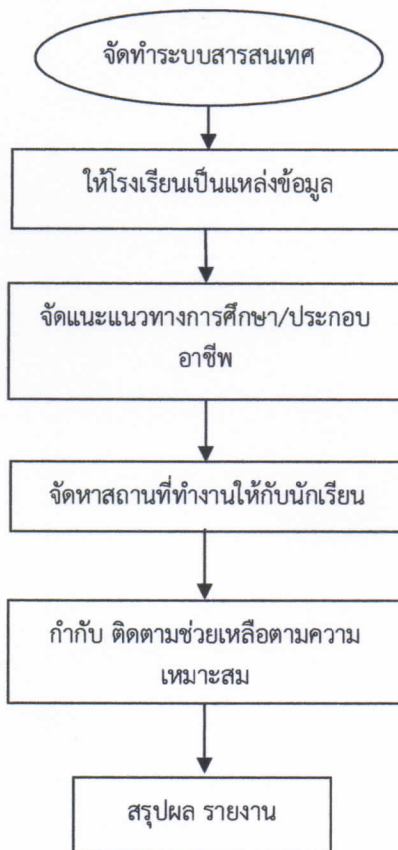 จัดทำระบบสารสนเทศ
ให้โรงเรียนเป็นแหล่งข้อมูล
จัดแนะแนวทางการศึกษา/ประกอบ
อาชีพ
จัดหาสถานที่ทำงานให้กับนักเรียน
กำกับ ติดตามช่วยเหลือตามความ
เหมาะสม
สรุปผล รายงาน